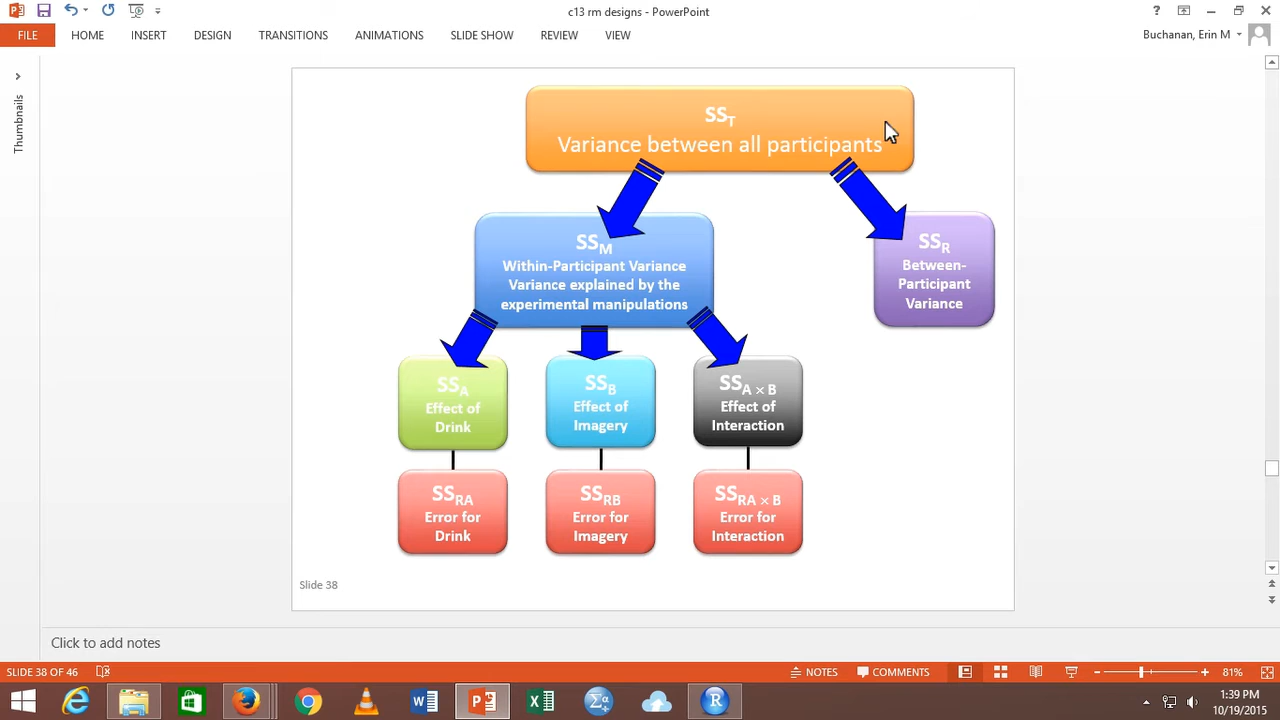 c13 rm designs - PowerPoint
?
FILE
HOME
INSERT
DESIGN
TRANSITIONS
ANIMATIONS
SLIDE SHOW
REVIEW
VIEW
Buchanan, Erin M
Thumbnails
SST
Variance between all participants
SSM
Within-Participant Variance
Variance explained by the
experimental manipulations
SSR
Between-
Participant
Variance
SSA
Effect of
Drink
SSB
Effect of
Imagery
SSA × B
Effect of
Interaction
SSRA
Error for
Drink
SSRB
Error for
Imagery
SSRA × B
Error for
Interaction
Slide 38
Click to add notes
SLIDE 38 OF 46
NOTES
COMMENTS
81%
1:39 PM
10/19/2015